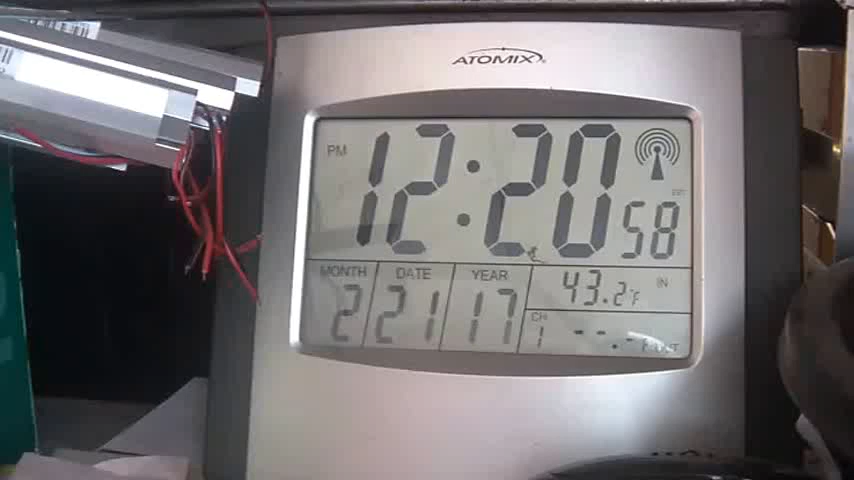 ATOMIX®
PM 12:20 58
MONTH DATE YEAR
2 21 17
43.2°F IN
CH
1 --.-